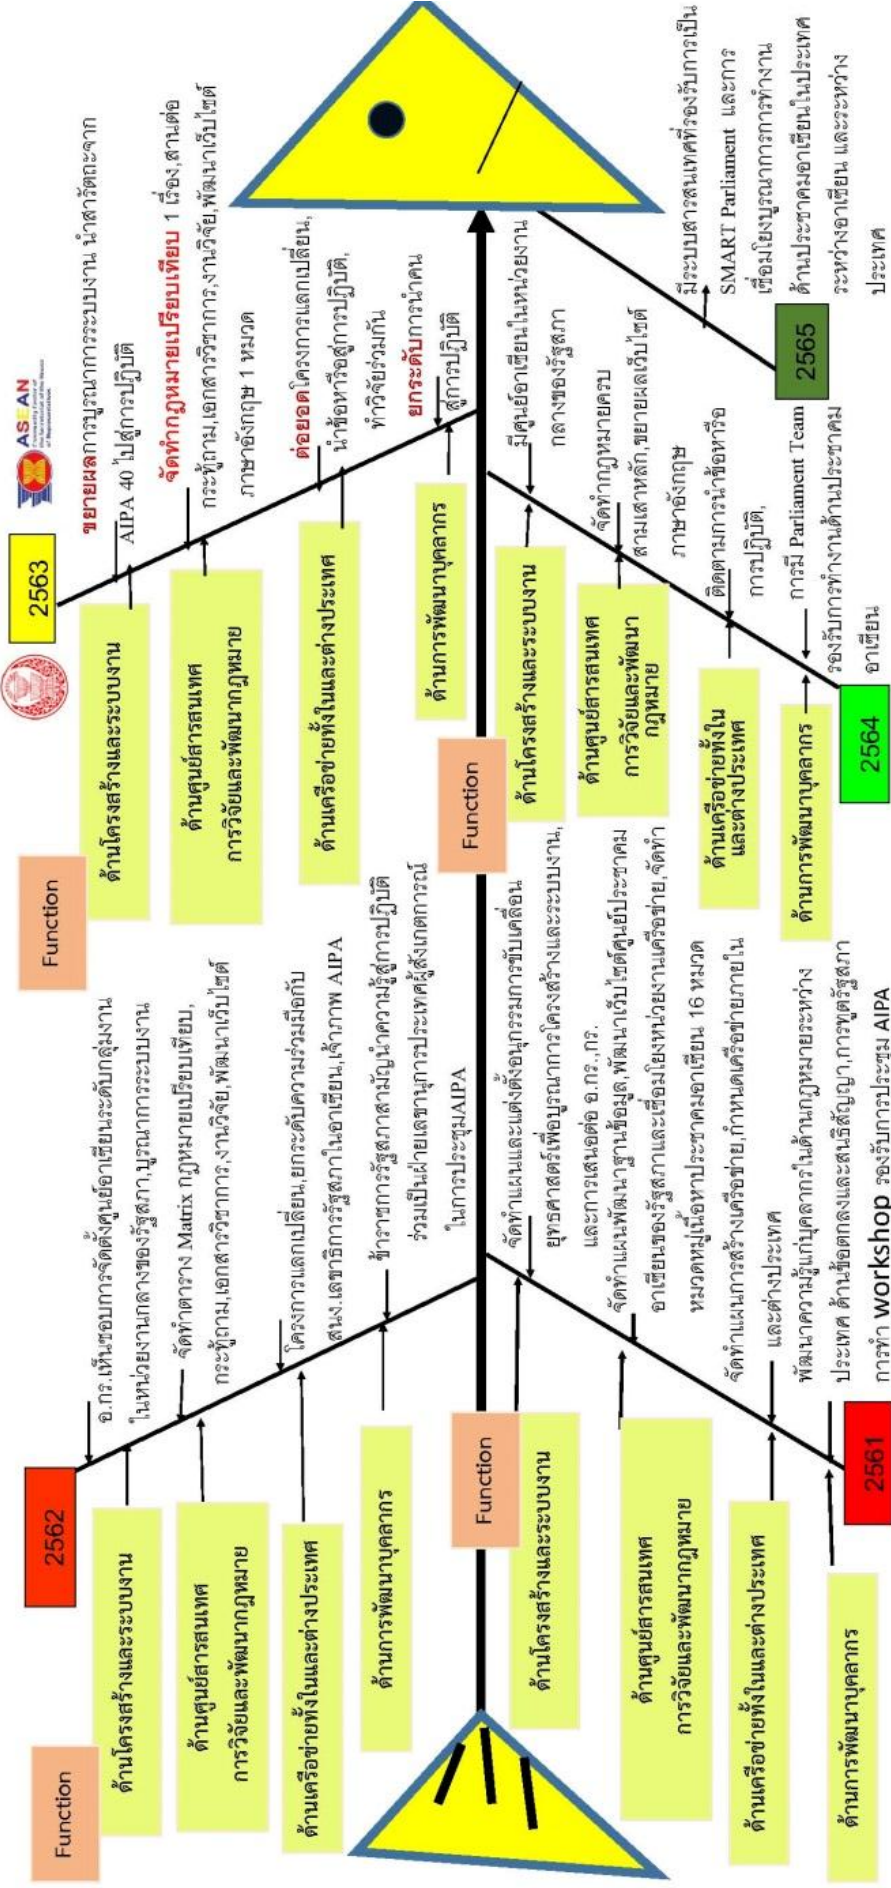 2562
Function
ด้านโครงสร้างและระบบงาน
อ.กร.เห็นชอบการจัดตั้งศูนย์อาเซียนระดับกลุ่มงาน
ในหน่วยงานกลางของรัฐสภา,บูรณาการระบบงาน
ด้านศูนย์สารสนเทศ
การวิจัยและพัฒนากฎหมาย
จัดทำตาราง Matrix กฎหมายเปรียบเทียบ,
กระทู้ถาม,เอกสารวิชาการ,งานวิจัย,พัฒนาเว็บไซต์
ด้านเครือข่ายทั้งในและต่างประเทศ
โครงการแลกเปลี่ยน,ยกระดับความร่วมมือกับ
สนง.เลขาธิการรัฐสภาในอาเซียน,เจ้าภาพ AIPA
ด้านการพัฒนาบุคลากร
ข้าราชการรัฐสภาสามัญนำความรู้สู่การปฏิบัติ
ร่วมเป็นฝ่ายเลขานุการประเทศผู้สังเกตการณ์
ในการประชุมAIPA
2563
ASEAN
Function
ด้านโครงสร้างและระบบงาน
ขยายผลการบูรณาการระบบงาน นำสารัตถะจาก
AIPA 40 ไปสู่การปฏิบัติ
ด้านศูนย์สารสนเทศ
การวิจัยและพัฒนากฎหมาย
จัดทำกฎหมายเปรียบเทียบ 1 เรื่อง,สานต่อ
กระทู้ถาม,เอกสารวิชาการ,งานวิจัย,พัฒนาเว็บไซต์
ภาษาอังกฤษ 1 หมวด
ด้านเครือข่ายทั้งในและต่างประเทศ
ต่อยอดโครงการแลกเปลี่ยน,
นำข้อหารือสู่การปฏิบัติ,
ทำวิจัยร่วมกัน
ด้านการพัฒนาบุคลากร
ยกระดับการนำคน
สู่การปฏิบัติ
Function
ด้านโครงสร้างและระบบงาน
จัดทำแผนและแต่งตั้งอนุกรรมการขับเคลื่อน
ยุทธศาสตร์เพื่อบูรณาการโครงสร้างและระบบงาน,
และการเสนอต่อ อ.กร.,กร.
ด้านศูนย์สารสนเทศ
การวิจัยและพัฒนากฎหมาย
จัดทำแผนพัฒนาฐานข้อมูล,พัฒนาเว็บไซต์ศูนย์ประชาคม
อาเซียนของรัฐสภาและเชื่อมโยงหน่วยงานเครือข่าย,จัดทำ
หมวดหมู่เนื้อหาประชาคมอาเซียน 16 หมวด
ด้านเครือข่ายทั้งในและต่างประเทศ
จัดทำแผนการสร้างเครือข่าย,กำหนดเครือข่ายภายใน
และต่างประเทศ
ด้านการพัฒนาบุคลากร
พัฒนาความรู้แก่บุคลากรในด้านกฎหมายระหว่าง
ประเทศ ด้านข้อตกลงและสนธิสัญญา,การทูตรัฐสภา
การทำ workshop รองรับการประชุม AIPA
2561
Function
ด้านโครงสร้างและระบบงาน
มีศูนย์อาเซียนในหน่วยงาน
กลางของรัฐสภา
ด้านศูนย์สารสนเทศ
การวิจัยและพัฒนา
กฎหมาย
จัดทำกฎหมายครบ
สามเสาหลัก,ขยายผลเว็บไซต์
ภาษาอังกฤษ
ด้านเครือข่ายทั้งใน
และต่างประเทศ
ติดตามการนำข้อหารือ
การปฏิบัติ,
ด้านการพัฒนาบุคลากร
การมี Parliament Team
รองรับการทำงานด้านประชาคม
อาเซียน
2564
2565
มีระบบสารสนเทศที่รองรับการเป็น
SMART Parliament และการ
เชื่อมโยงบูรณาการการทำงาน
ด้านประชาคมอาเซียนในประเทศ
ระหว่างอาเซียน และระหว่าง
ประเทศ